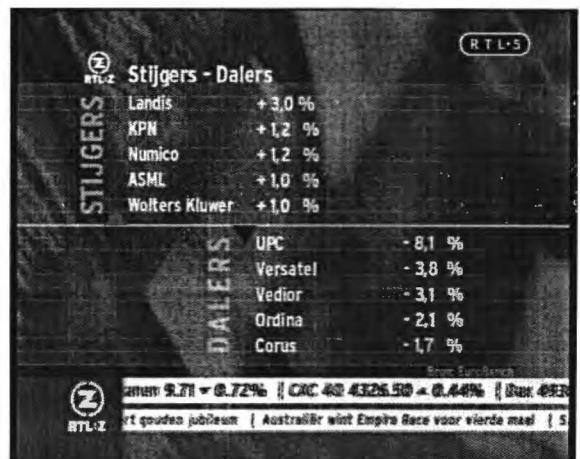 RTL·5
RTL·Z
Stijgers - Dalers
STIJGERS
Landis + 3,0 %
KPN + 1,2 %
Numico + 1,2 %
ASML + 1,0 %
Wolters Kluwer + 1,0 %
DALERS
UPC - 8,1 %
Versatel - 3,8 %
Vedior - 3,1 %
Ordina - 2,1 %
Corus - 1,7 %
Bron: EuroBench
9.71 0.72% | CAC 40 4326.50 0.44% |
RTL·Z
rt gouden jubileum | Australiër wint Empire Race voor vierde maal | S